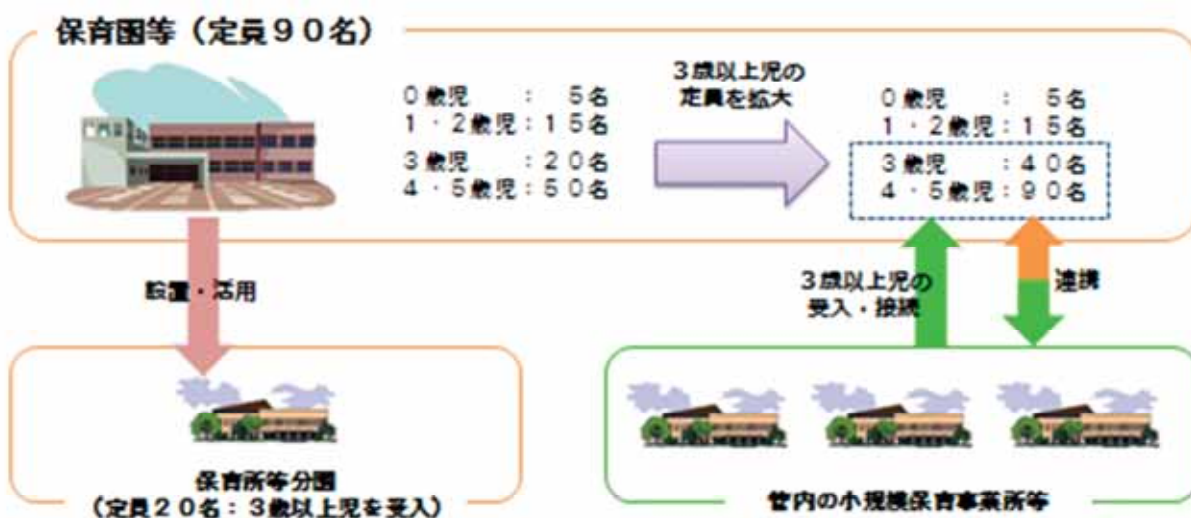 保育園等（定員９０名）
０歳児　　：　５名
１・２歳児：１５名
３歳児　　：２０名
４・５歳児：５０名
３歳以上児の
定員を拡大
０歳児　　：　５名
１・２歳児：１５名
３歳児　　：４０名
４・５歳児：９０名
設置・活用
３歳以上児の
受入・接続
連携
保育所等分園
（定員２０名：３歳以上児を受入）
管内の小規模保育事業所等